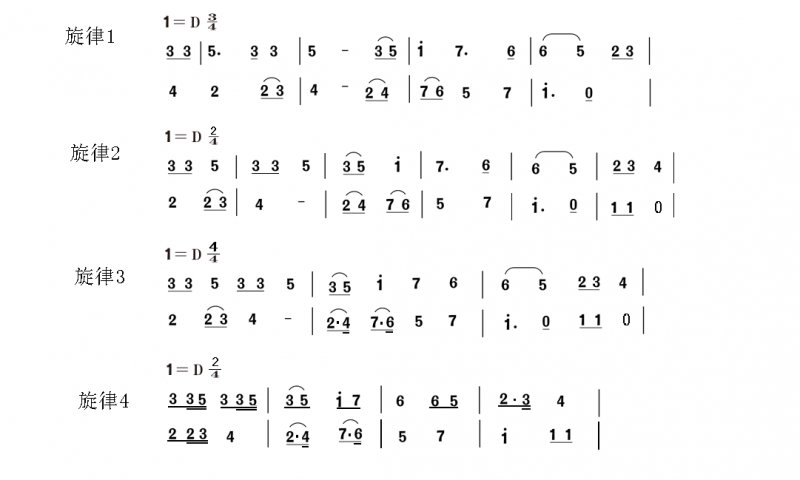 1=D 3/4
旋律1
3 3 | 5. 3 3 | 5 - 3 5 | i 7. 6 | 6 5 2 3 |
4 2 2 3 | 4 - 2 4 | 7 6 5 7 | i. 0 |
1=D 2/4
旋律2
3 3 5 | 3 3 5 | 3 5 i | 7. 6 | 6 5 | 2 3 4 |
2 2 3 | 4 - | 2 4 7 6 | 5 7 | i. 0 | 1 1 0 |
1=D 4/4
旋律3
3 3 5 3 3 5 | 3 5 i 7 6 | 6 5 2 3 4 |
2 2 3 4 - | 2·4 7·6 5 7 | i. 0 1 1 0 |
1=D 2/4
旋律4
3 3 5 3 3 5 | 3 5 i 7 | 6 6 5 | 2·3 4 |
2 2 3 4 | 2·4 7·6 | 5 7 | i 1 1 |